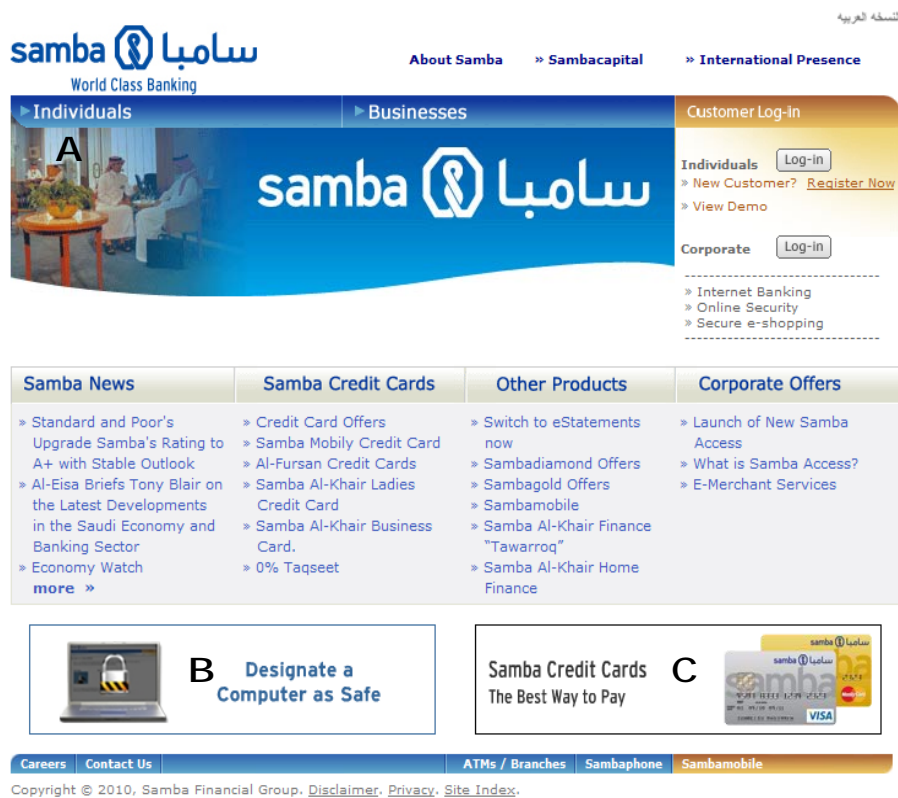 النسخه العربيه
samba سامبا
World Class Banking
About Samba » Sambacapital » International Presence
Individuals Businesses Customer Log-in
A
samba سامبا
Individuals Log-in
» New Customer? Register Now
» View Demo
Corporate Log-in
» Internet Banking
» Online Security
» Secure e-shopping
Samba News
» Standard and Poor's
Upgrade Samba's Rating to
A+ with Stable Outlook
» Al-Eisa Briefs Tony Blair on
the Latest Developments
in the Saudi Economy and
Banking Sector
» Economy Watch
more »
Samba Credit Cards
» Credit Card Offers
» Samba Mobily Credit Card
» Al-Fursan Credit Cards
» Samba Al-Khair Ladies
Credit Card
» Samba Al-Khair Business
Card.
» 0% Taqseet
Other Products
» Switch to eStatements
now
» Sambadiamond Offers
» Sambagold Offers
» Sambamobile
» Samba Al-Khair Finance
“Tawarroq”
» Samba Al-Khair Home
Finance
Corporate Offers
» Launch of New Samba
Access
» What is Samba Access?
» E-Merchant Services
B
Designate a
Computer as Safe
Samba Credit Cards
The Best Way to Pay
C
samba سامبا
samba سامبا
samba
VISA
MasterCard
Careers Contact Us ATMs / Branches Sambaphone Sambamobile
Copyright © 2010, Samba Financial Group. Disclaimer. Privacy. Site Index.